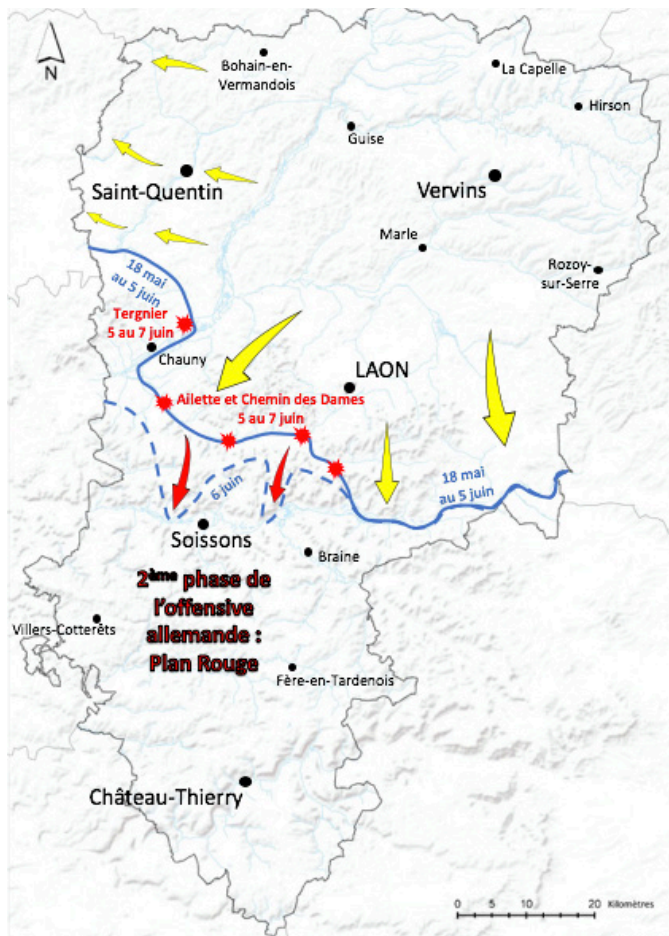 N
Bohain-en-
Vermandois
La Capelle
Hirson
Guise
Saint-Quentin
Vervins
Marle
Rozoy-
sur-Serre
18 mai
au 5 juin
Tergnier
5 au 7 juin
Chauny
LAON
Ailette et Chemin des Dames
5 au 7 juin
18 mai
au 5 juin
6 juin
Soissons
Braine
2ème phase de
l'offensive
allemande :
Plan Rouge
Villers-Cotterêts
Fère-en-Tardenois
Château-Thierry
0 5 10 20 Kilomètres